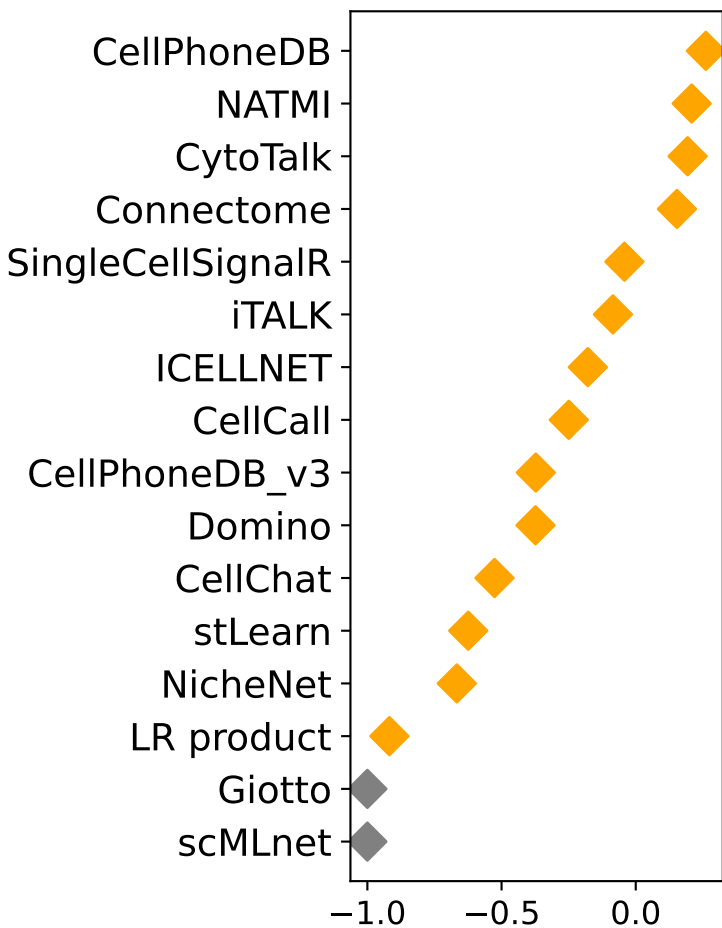 CellPhoneDB
NATMI
CytoTalk
Connectome
SingleCellSignalR
iTALK
ICELLNET
CellCall
CellPhoneDB_v3
Domino
CellChat
stLearn
NicheNet
LR product
Giotto
scMLnet
−1.0 −0.5 0.0